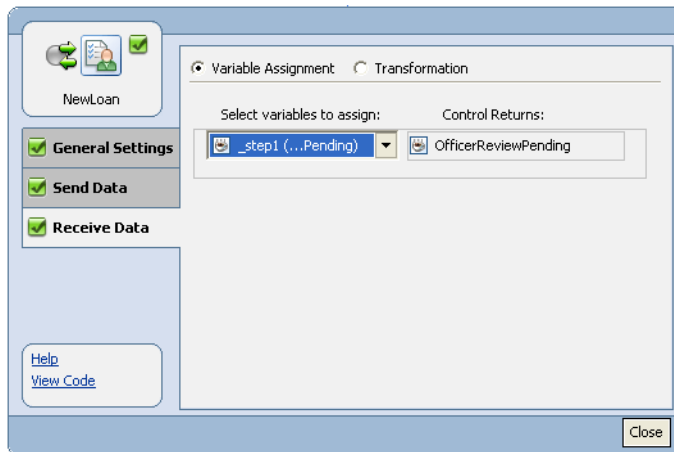 NewLoan
General Settings
Send Data
Receive Data
Help
View Code
Variable Assignment Transformation
Select variables to assign: Control Returns:
_step1 (...Pending) OfficerReviewPending
Close